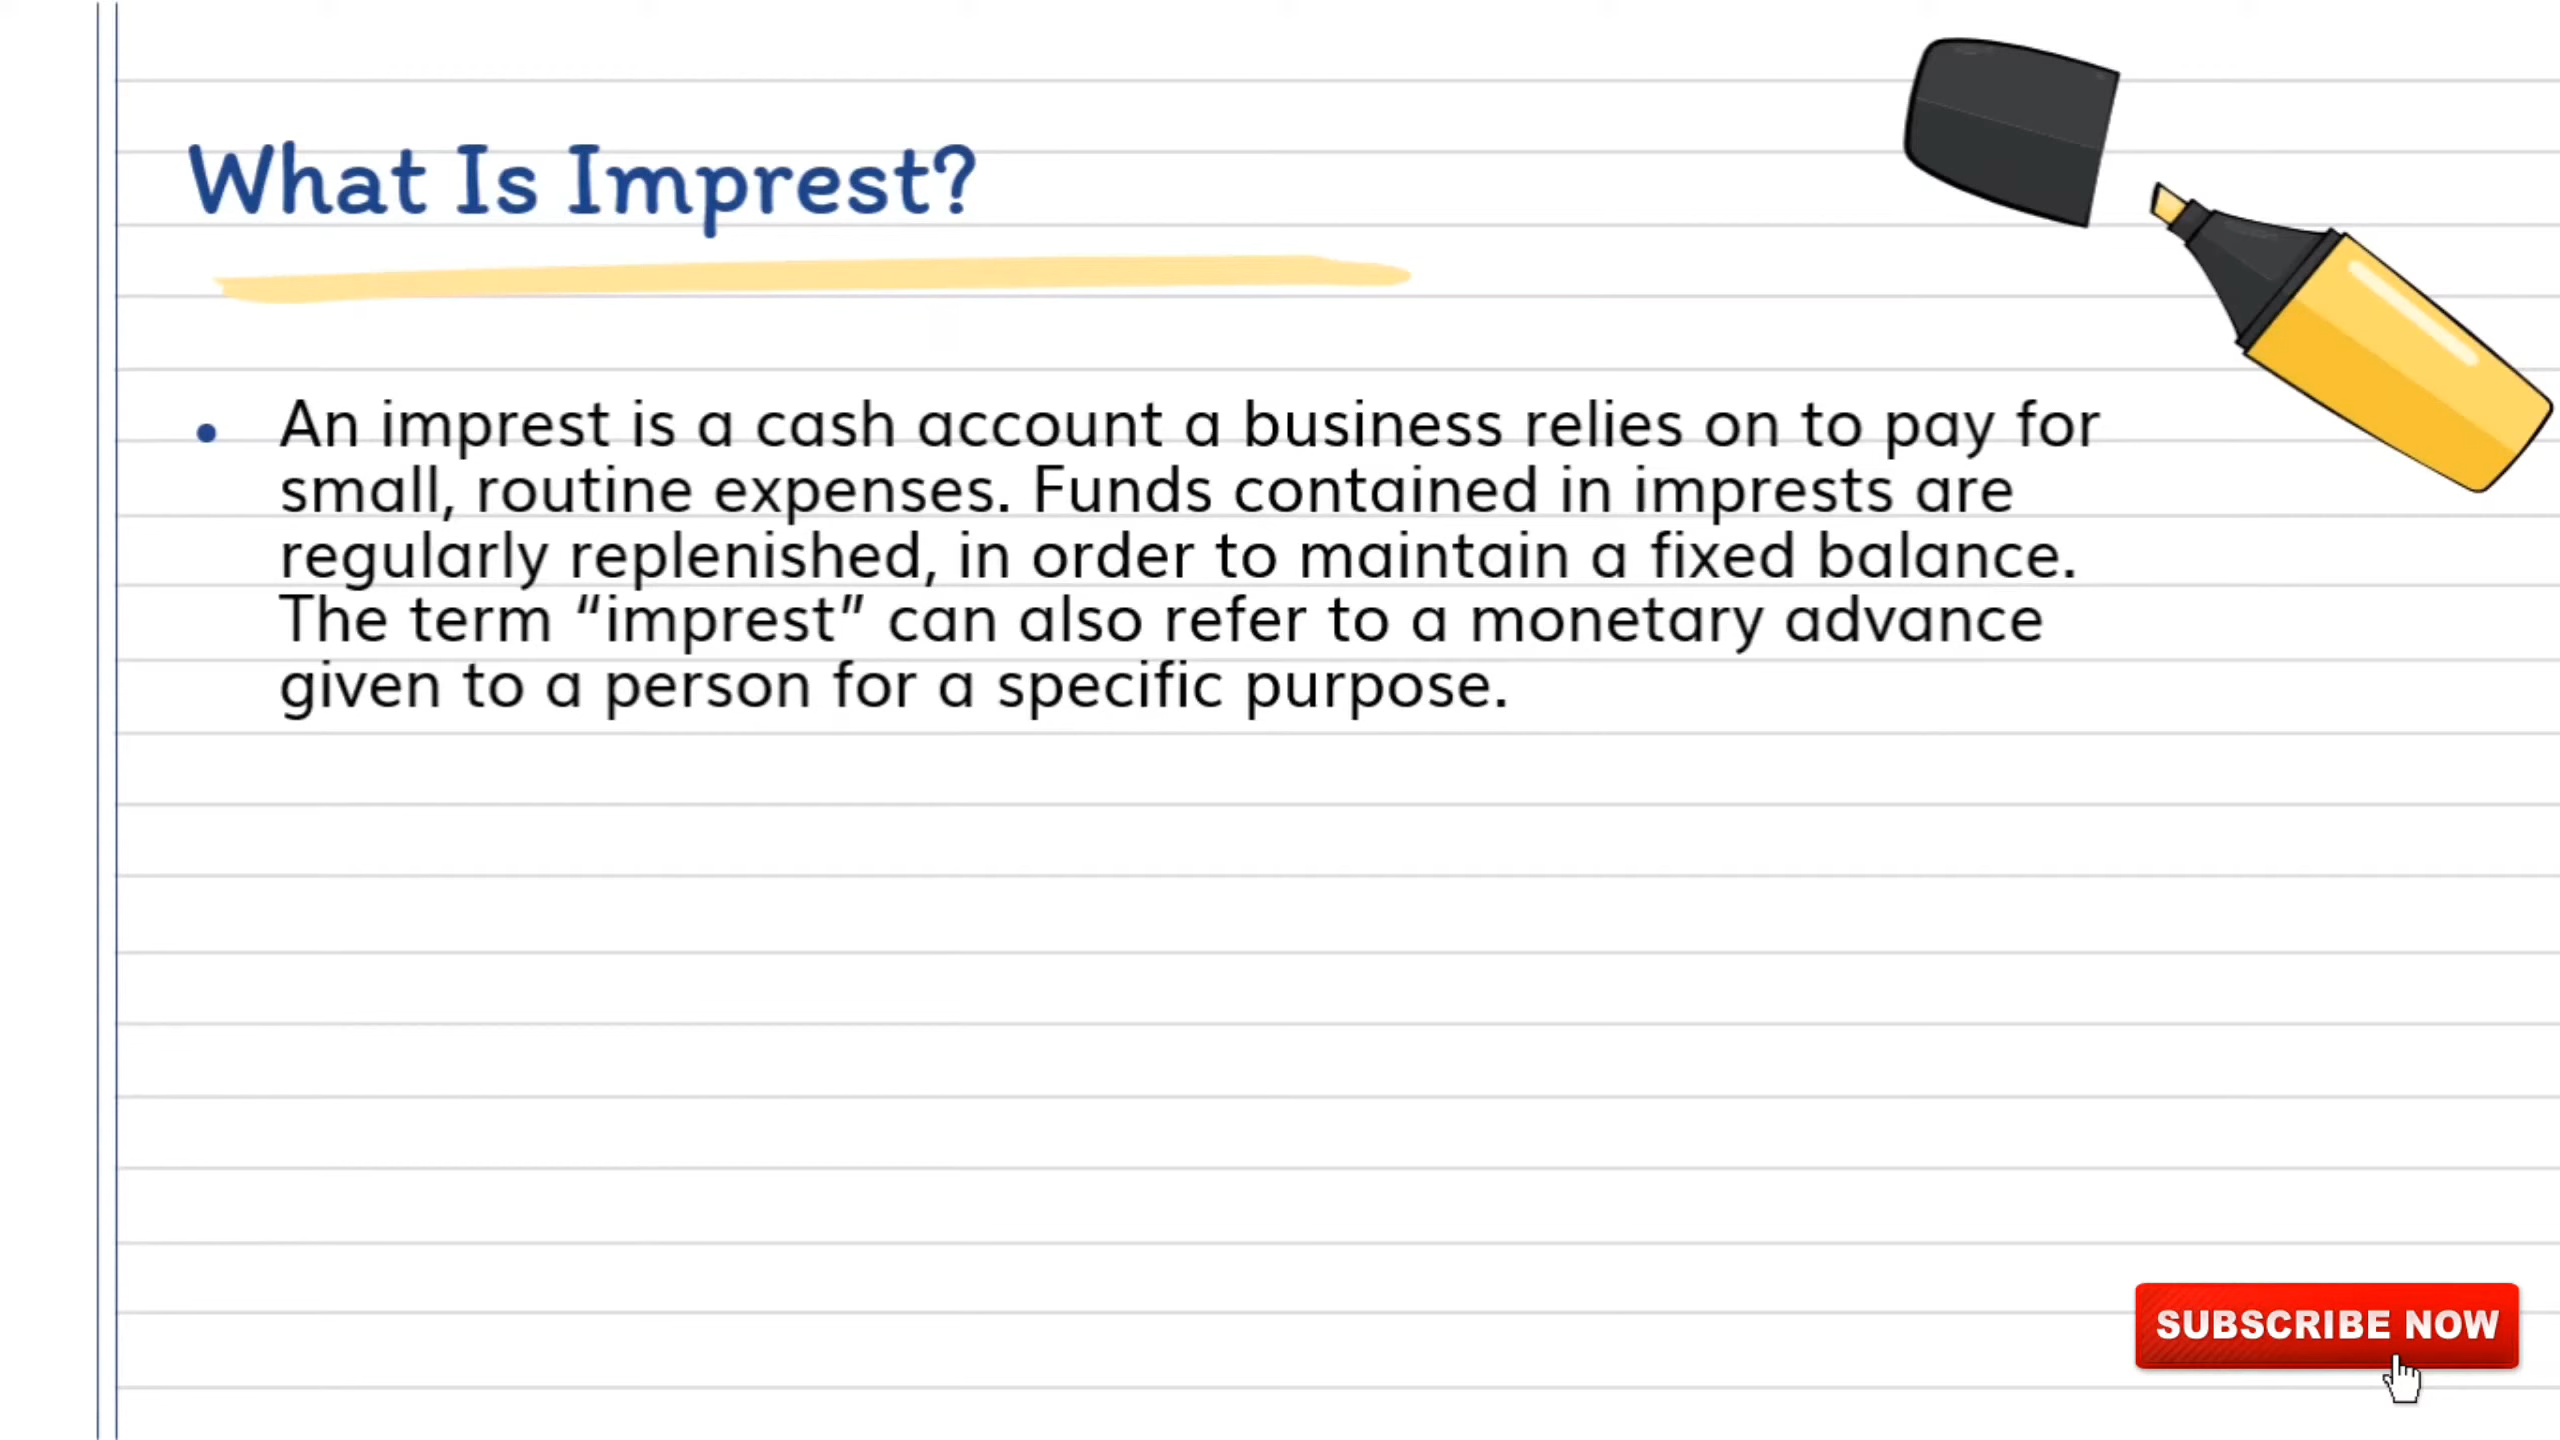 What Is Imprest?
• An imprest is a cash account a business relies on to pay for
small, routine expenses. Funds contained in imprests are
regularly replenished, in order to maintain a fixed balance.
The term “imprest” can also refer to a monetary advance
given to a person for a specific purpose.
SUBSCRIBE NOW